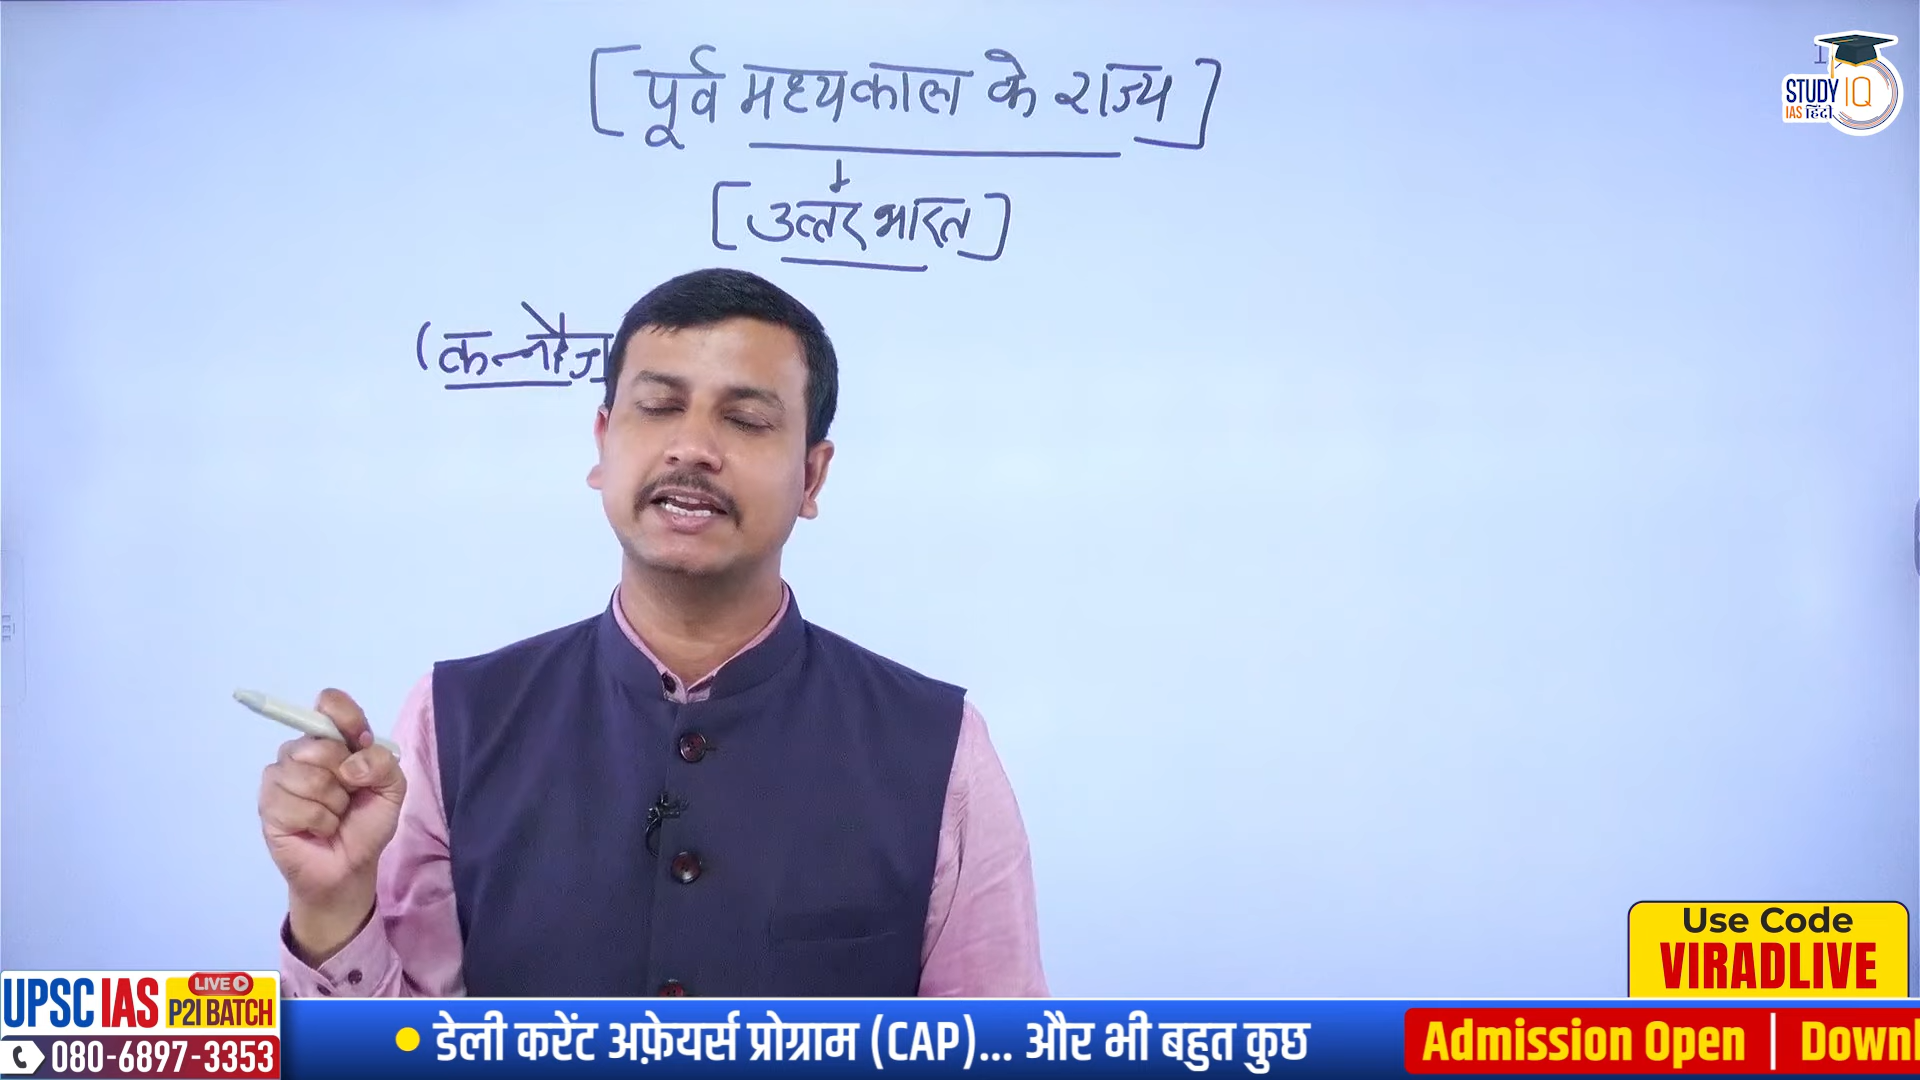 [पूर्व मध्यकाल के राज्य]
[उत्तर भारत]
(कन्नौज
STUDY IQ
IAS हिंदी
Use Code
VIRADLIVE
UPSC IAS LIVE P2I BATCH
080-6897-3353
• डेली करेंट अफ़ेयर्स प्रोग्राम (CAP)... और भी बहुत कुछ
Admission Open | Downl